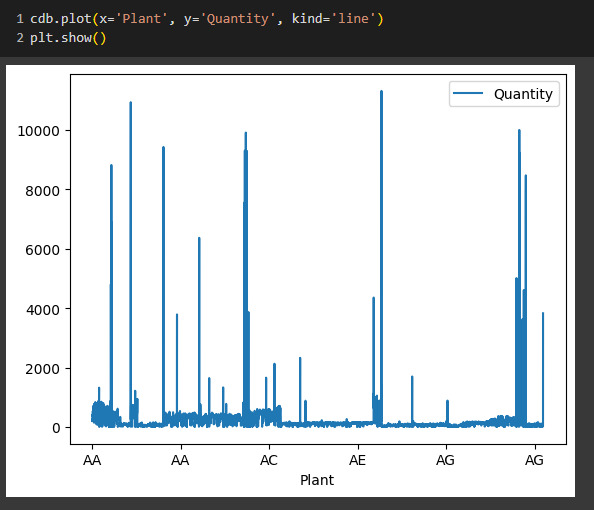 1 cdb.plot(x='Plant', y='Quantity', kind='line')
2 plt.show()
Quantity
10000
8000
6000
4000
2000
0
AA AA AC AE AG AG
Plant